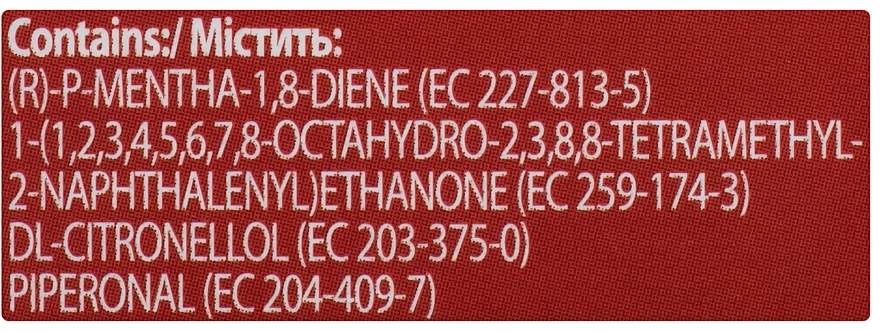 Contains:/ Містить:
(R)-P-MENTHA-1,8-DIENE (EC 227-813-5)
1-(1,2,3,4,5,6,7,8-OCTAHYDRO-2,3,8,8-TETRAMETHYL-
2-NAPHTHALENYL)ETHANONE (EC 259-174-3)
DL-CITRONELLOL (EC 203-375-0)
PIPERONAL (EC 204-409-7)